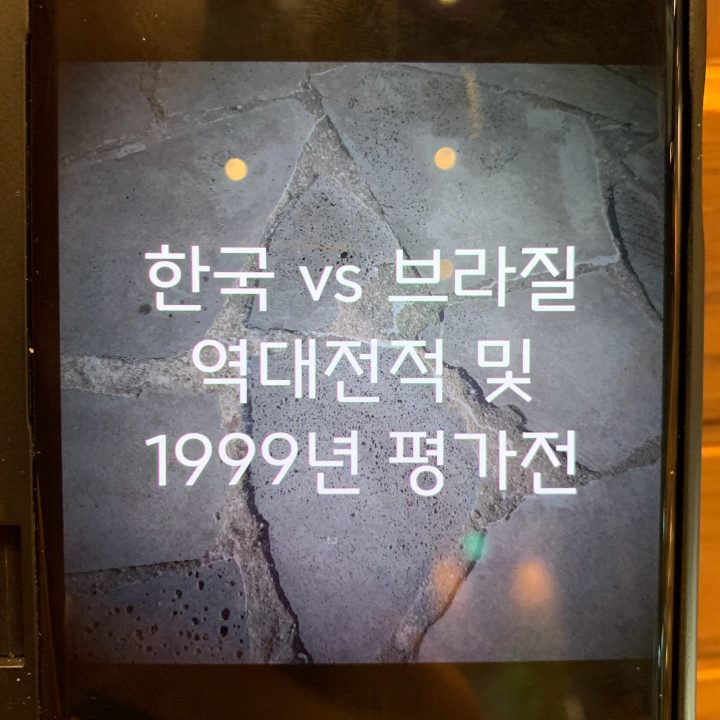 한국 vs 브라질
역대전적 및
1999년 평가전